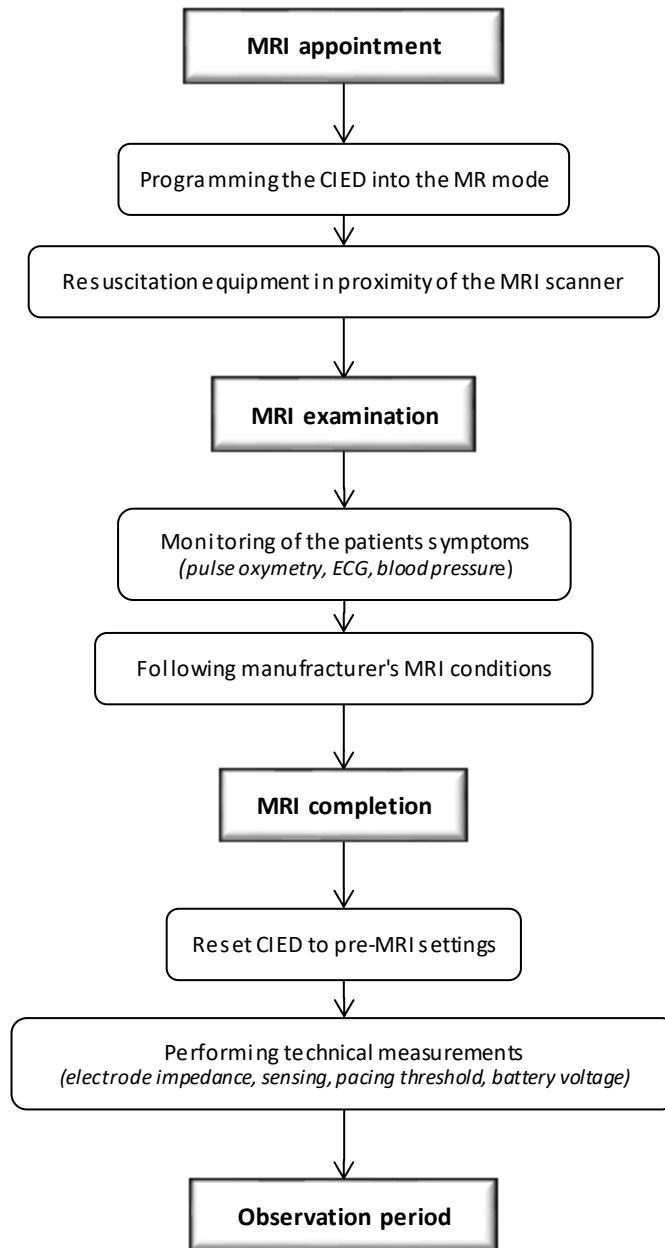 MRI appointment
Programming the CIED into the MR mode
Resuscitation equipment in proximity of the MRI scanner
MRI examination
Monitoring of the patients symptoms
(pulse oxymetry, ECG, blood pressure)
Following manufracturer's MRI conditions
MRI completion
Reset CIED to pre-MRI settings
Performing technical measurements
(electrode impedance, sensing, pacing threshold, battery voltage)
Observation period